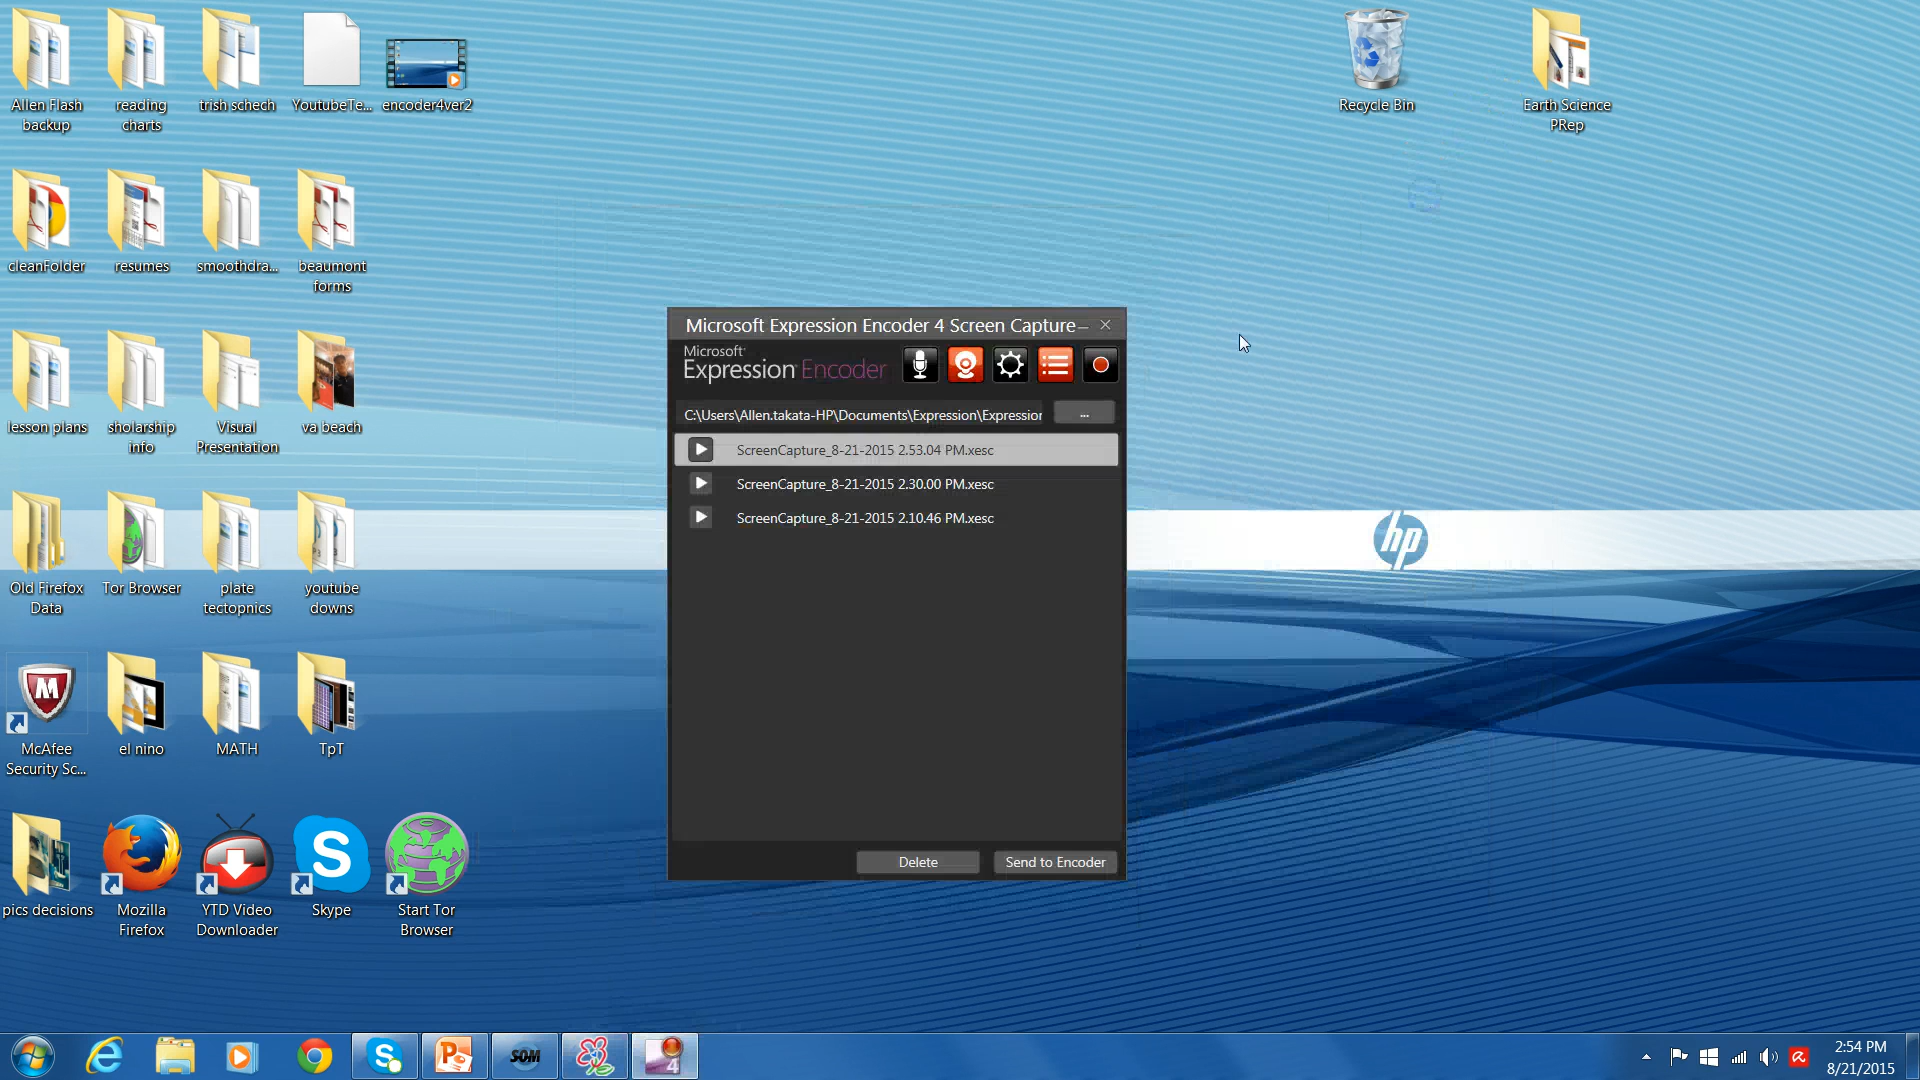 Allen Flash
backup
reading
charts
trish schech
YoutubeTe...
encoder4ver2
Recycle Bin
Earth Science
PRep
cleanFolder
resumes
smoothdra...
beaumont
forms
lesson plans
sholarship
info
Visual
Presentation
va beach
Old Firefox
Data
Tor Browser
plate
tectopnics
youtube
downs
McAfee
Security Sc...
el nino
MATH
TpT
pics decisions
Mozilla
Firefox
YTD Video
Downloader
Skype
Start Tor
Browser
Microsoft Expression Encoder 4 Screen Capture
Microsoft
Expression Encoder
C:\Users\Allen.takata-HP\Documents\Expression\Expression
...
ScreenCapture_8-21-2015 2.53.04 PM.xesc
ScreenCapture_8-21-2015 2.30.00 PM.xesc
ScreenCapture_8-21-2015 2.10.46 PM.xesc
Delete
Send to Encoder
hp
SOM
4
2:54 PM
8/21/2015